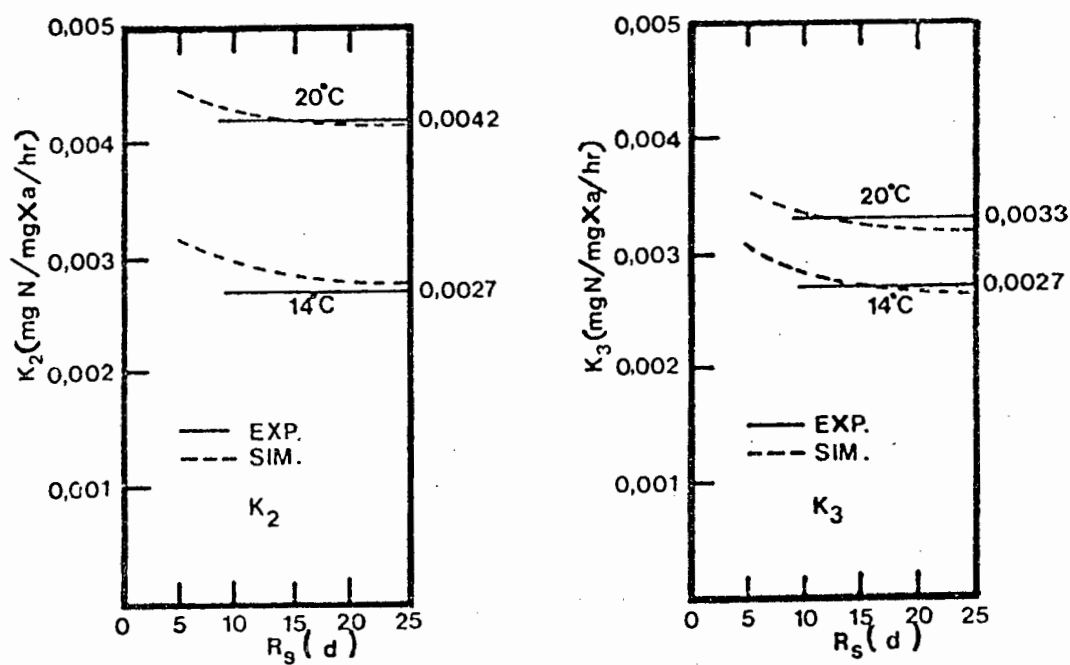 K2(mg N/mgXa/hr)
0,005
0,004
0,003
0,002
0,001
0
20°C
0,0042
14°C
0,0027
EXP.
SIM.
K2
0 5 10 15 20 25
Rs(d)
K3(mgN/mgXa/hr)
0,005
0,004
0,003
0,002
0,001
20°C
0,0033
14°C
0,0027
EXP.
SIM.
K3
0 5 10 15 20 25
Rs(d)